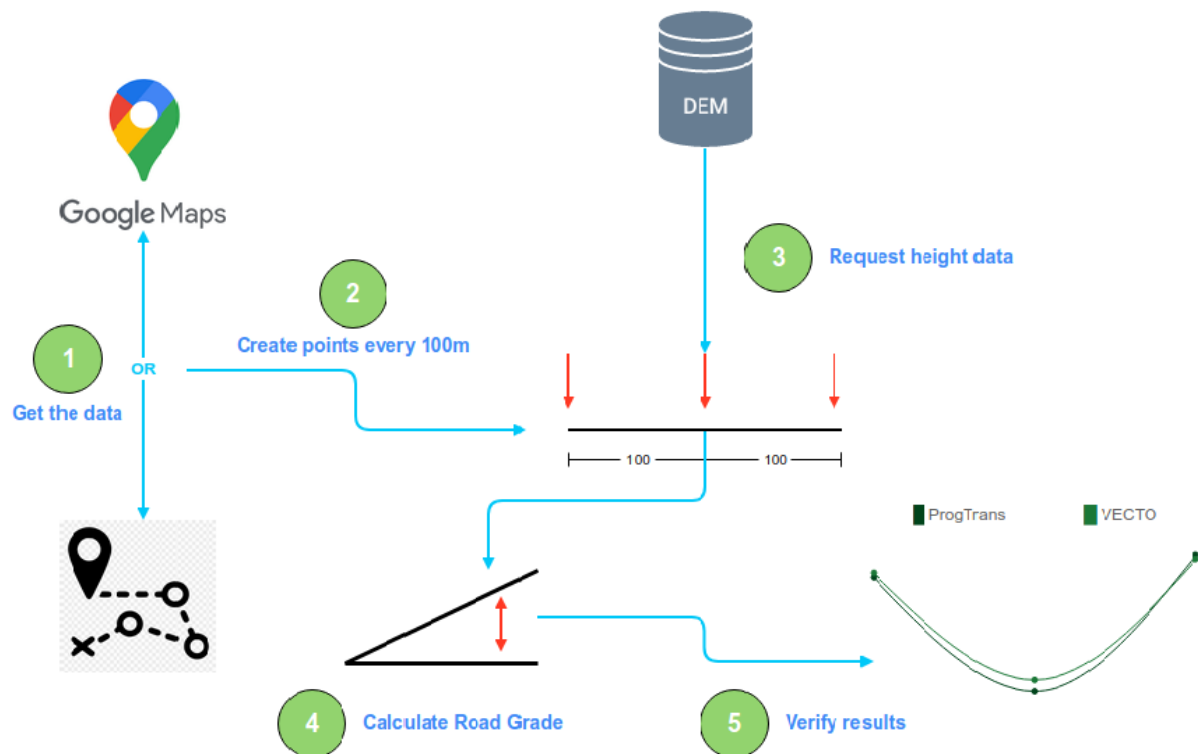 DEM
Google Maps
3
Request height data
2
Create points every 100m
1
OR
Get the data
100
100
ProgTrans
VECTO
4
Calculate Road Grade
5
Verify results